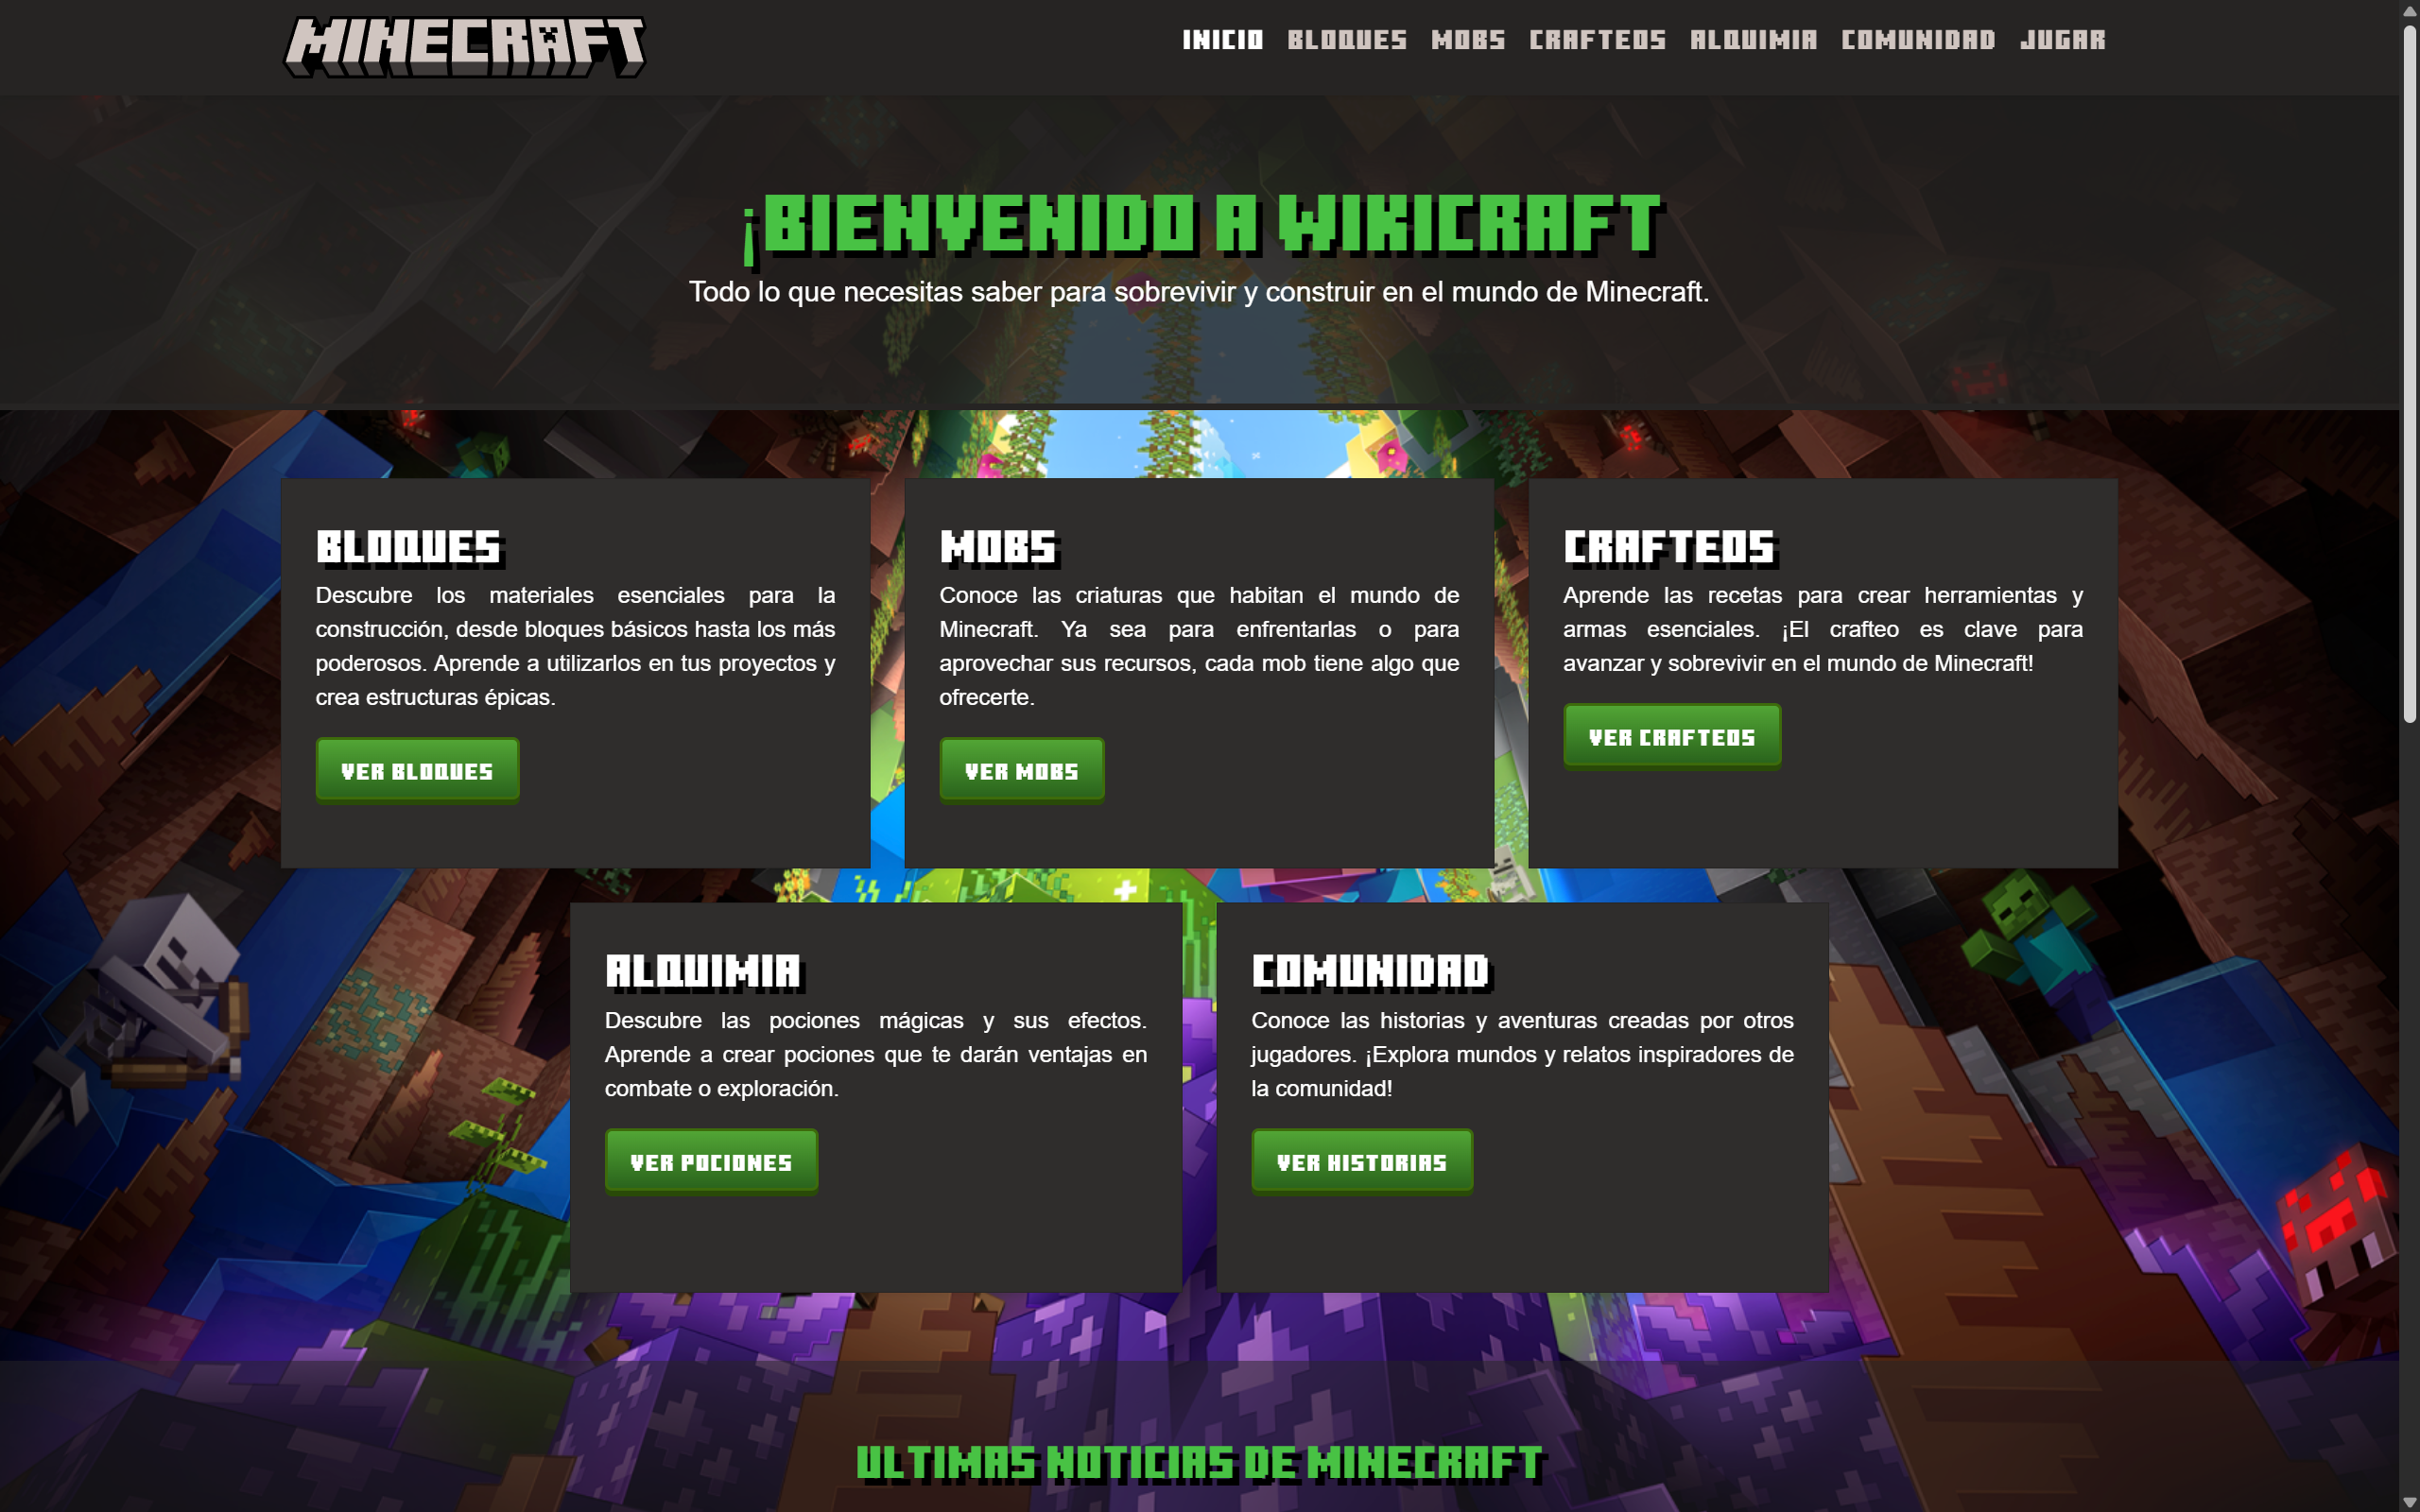 MINECRAFT
INICIO BLOQUES MOBS CRAFTEOS ALQUIMIA COMUNIDAD JUGAR
¡BIENVENIDO A WIKICRAFT
Todo lo que necesitas saber para sobrevivir y construir en el mundo de Minecraft.
BLOQUES
Descubre los materiales esenciales para la
construcción, desde bloques básicos hasta los más
poderosos. Aprende a utilizarlos en tus proyectos y
crea estructuras épicas.
VER BLOQUES
MOBS
Conoce las criaturas que habitan el mundo de
Minecraft. Ya sea para enfrentarlas o para
aprovechar sus recursos, cada mob tiene algo que
ofrecerte.
VER MOBS
CRAFTEOS
Aprende las recetas para crear herramientas y
armas esenciales. ¡El crafteo es clave para
avanzar y sobrevivir en el mundo de Minecraft!
VER CRAFTEOS
ALQUIMIA
Descubre las pociones mágicas y sus efectos.
Aprende a crear pociones que te darán ventajas en
combate o exploración.
VER POCIONES
COMUNIDAD
Conoce las historias y aventuras creadas por otros
jugadores. ¡Explora mundos y relatos inspiradores de
la comunidad!
VER HISTORIAS
ULTIMAS NOTICIAS DE MINECRAFT